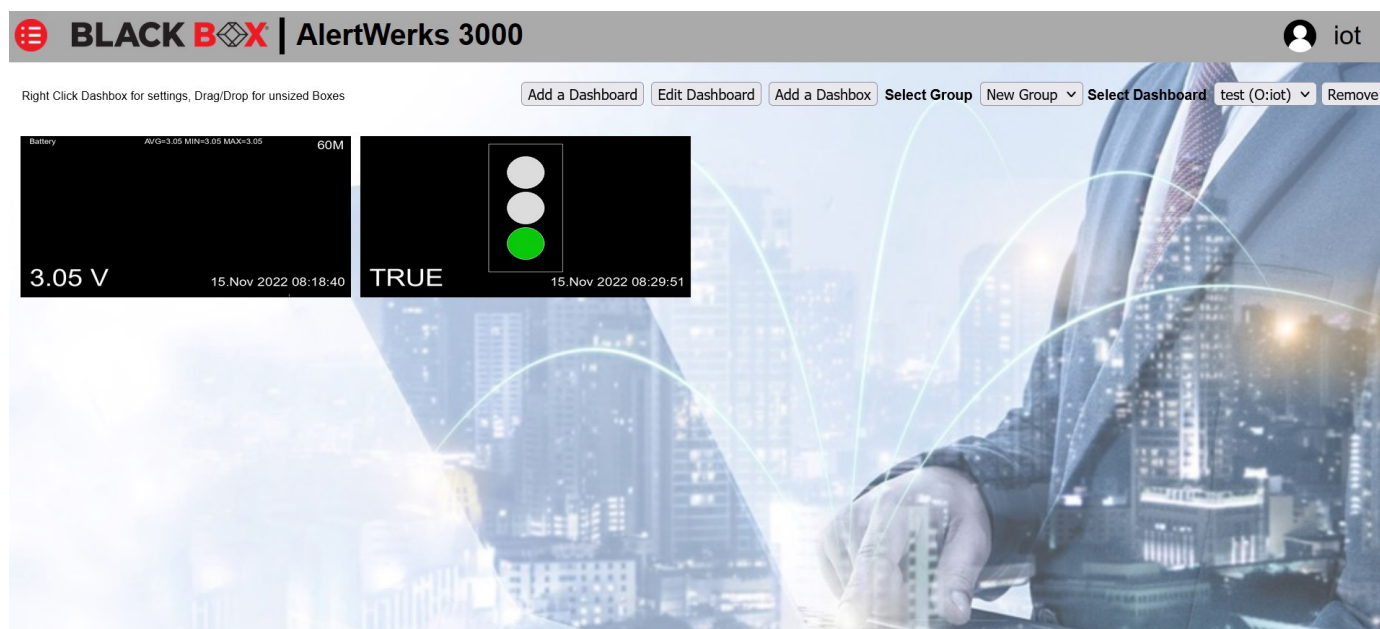 BLACK BOX AlertWerks 3000 iot
Right Click Dashbox for settings, Drag/Drop for unsized Boxes Add a Dashboard Edit Dashboard Add a Dashbox Select Group New Group Select Dashboard test (O:iot) Remove
Battery AVG=3.05 MIN=3.05 MAX=3.05 60M
3.05 V 15.Nov 2022 08:18:40
TRUE 15.Nov 2022 08:29:51